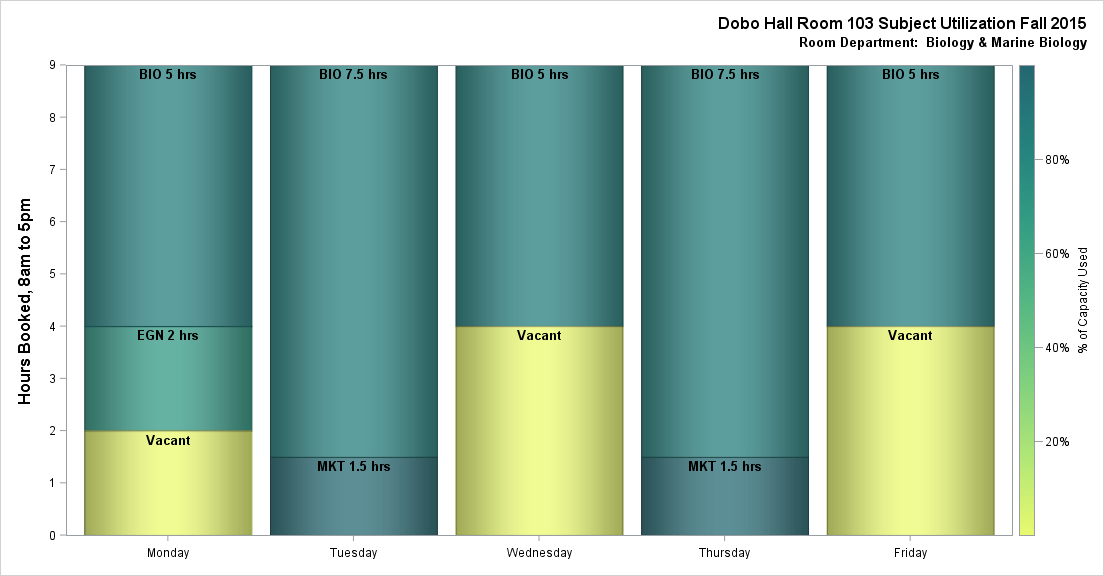 Dobo Hall Room 103 Subject Utilization Fall 2015
Room Department:  Biology & Marine Biology
Hours Booked, 8am to 5pm
9
8
7
6
5
4
3
2
1
0
BIO 5 hrs
EGN 2 hrs
Vacant
BIO 7.5 hrs
MKT 1.5 hrs
BIO 5 hrs
Vacant
BIO 7.5 hrs
MKT 1.5 hrs
BIO 5 hrs
Vacant
Monday
Tuesday
Wednesday
Thursday
Friday
80%
60%
40%
20%
% of Capacity Used